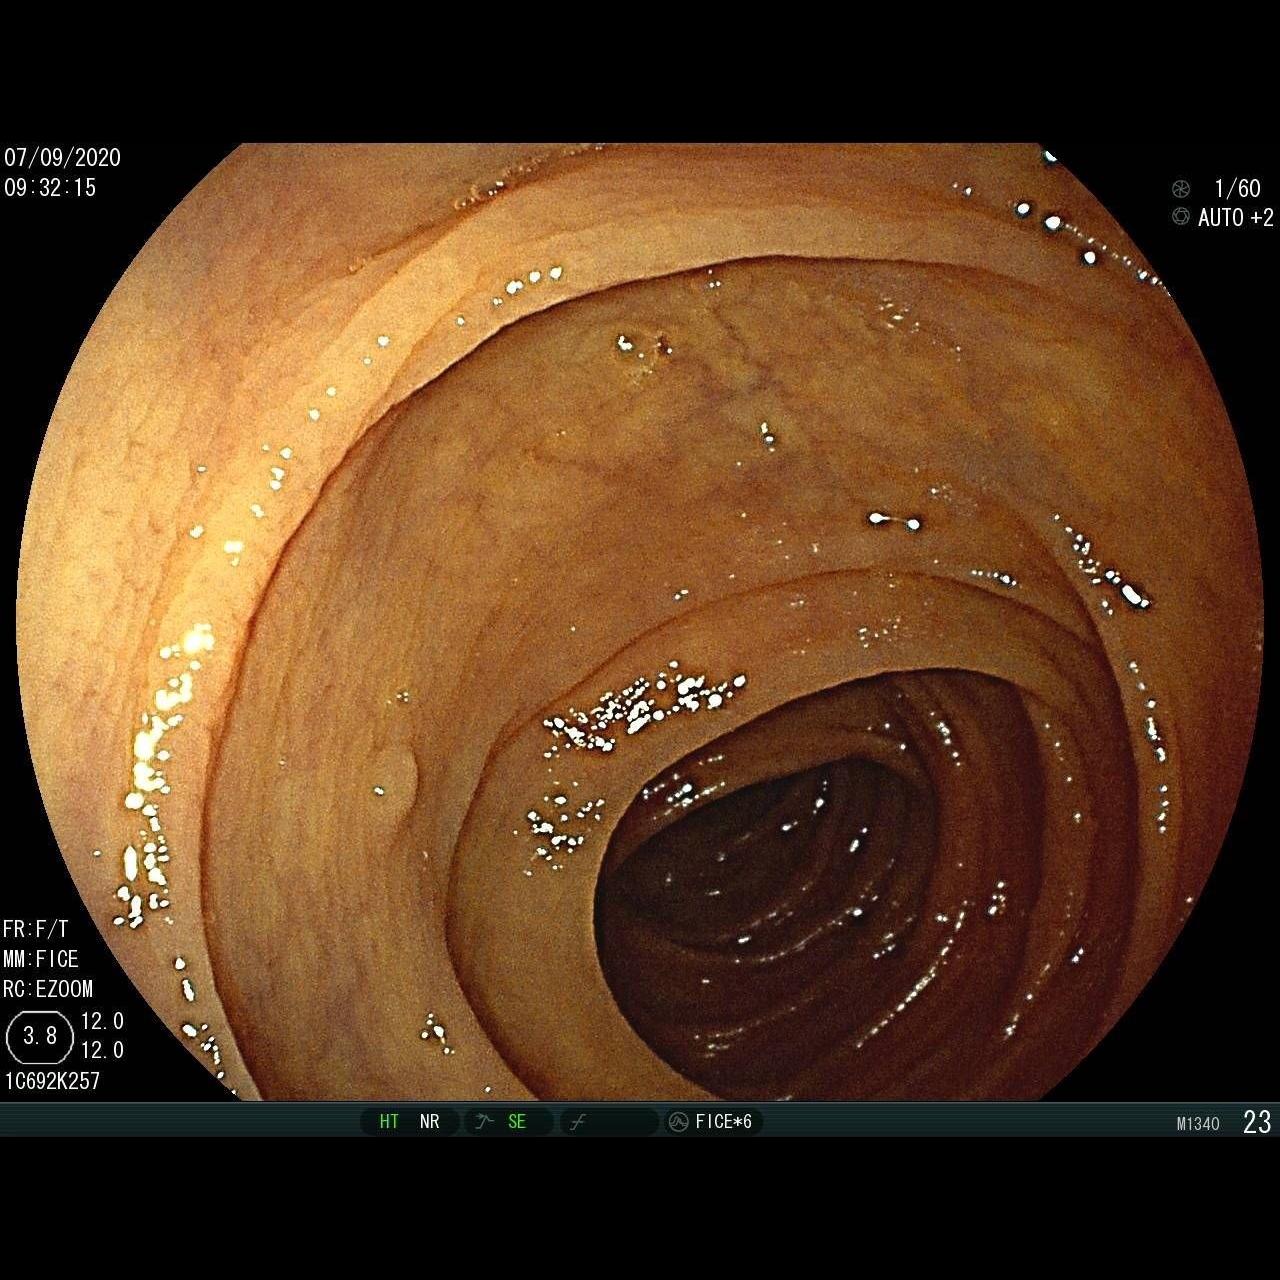 07/09/2020
09:32:15
1/60
AUTO +2
FR:F/T
MM:FICE
RC:EZOOM
3.8
12.0
12.0
1C692K257
HT NR SE FICE*6
M1340 23